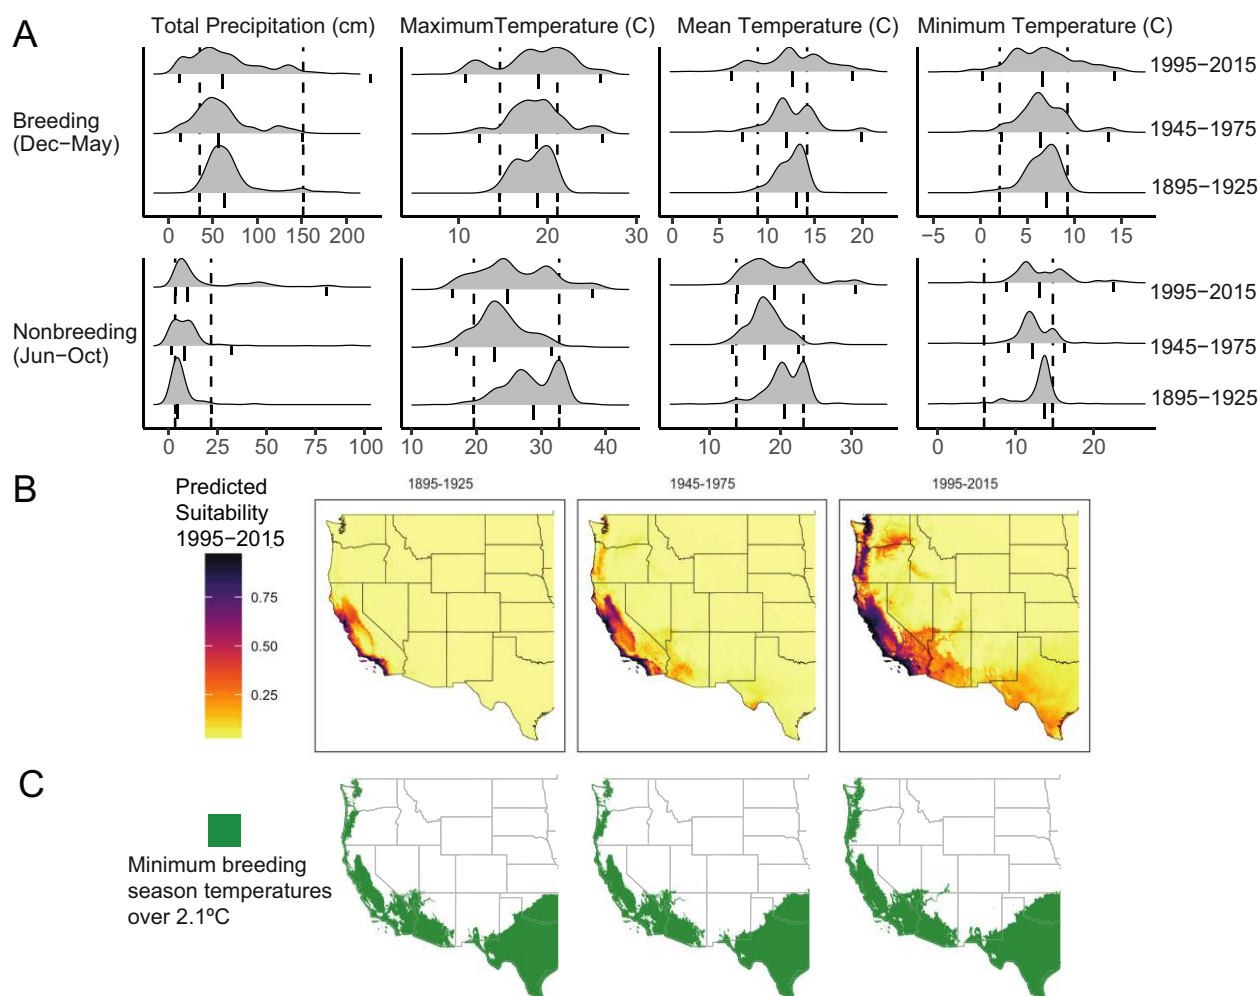 A
Total Precipitation (cm)
MaximumTemperature (C)
Mean Temperature (C)
Minimum Temperature (C)
Breeding
(Dec−May)
1995−2015
1945−1975
1895−1925
0 50 100 150 200
10 20 30
0 5 10 15 20
−5 0 5 10 15
Nonbreeding
(Jun−Oct)
1995−2015
1945−1975
1895−1925
0 25 50 75 100
10 20 30 40
10 20 30
0 10 20
B
Predicted
Suitability
1995−2015
0.75
0.50
0.25
1895-1925
1945-1975
1995-2015
C
Minimum breeding
season temperatures
over 2.1ºC